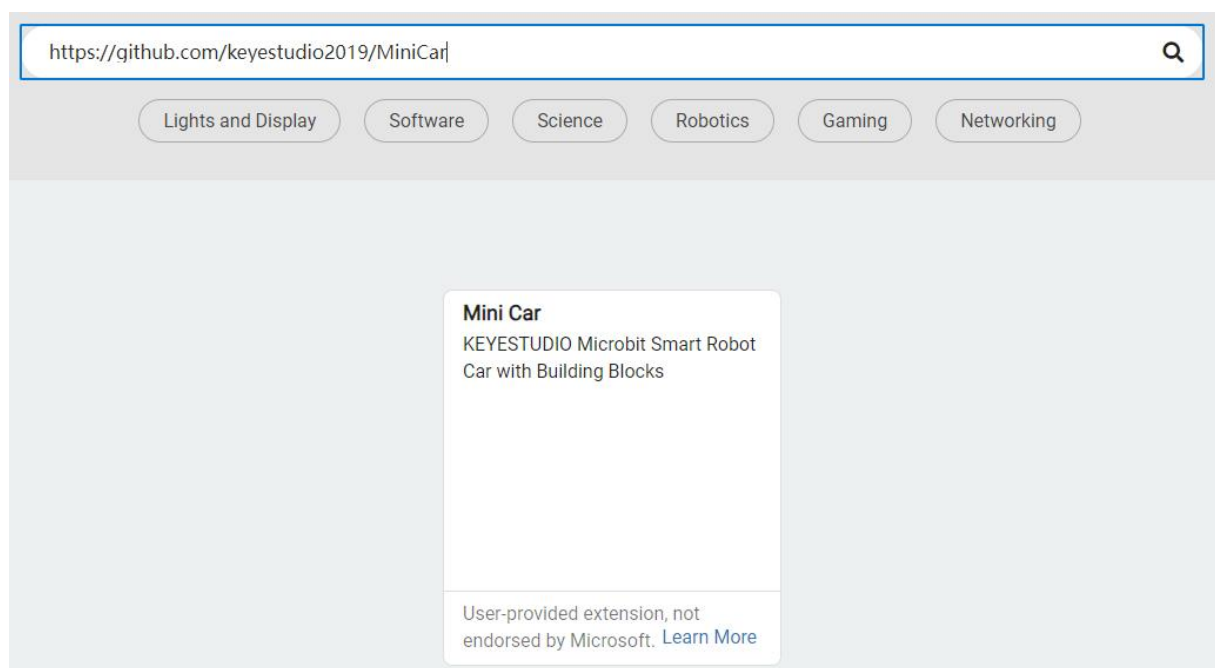 https://github.com/keyestudio2019/MiniCar
Lights and Display
Software
Science
Robotics
Gaming
Networking
Mini Car
KEYESTUDIO Microbit Smart Robot
Car with Building Blocks
User-provided extension, not
endorsed by Microsoft. Learn More